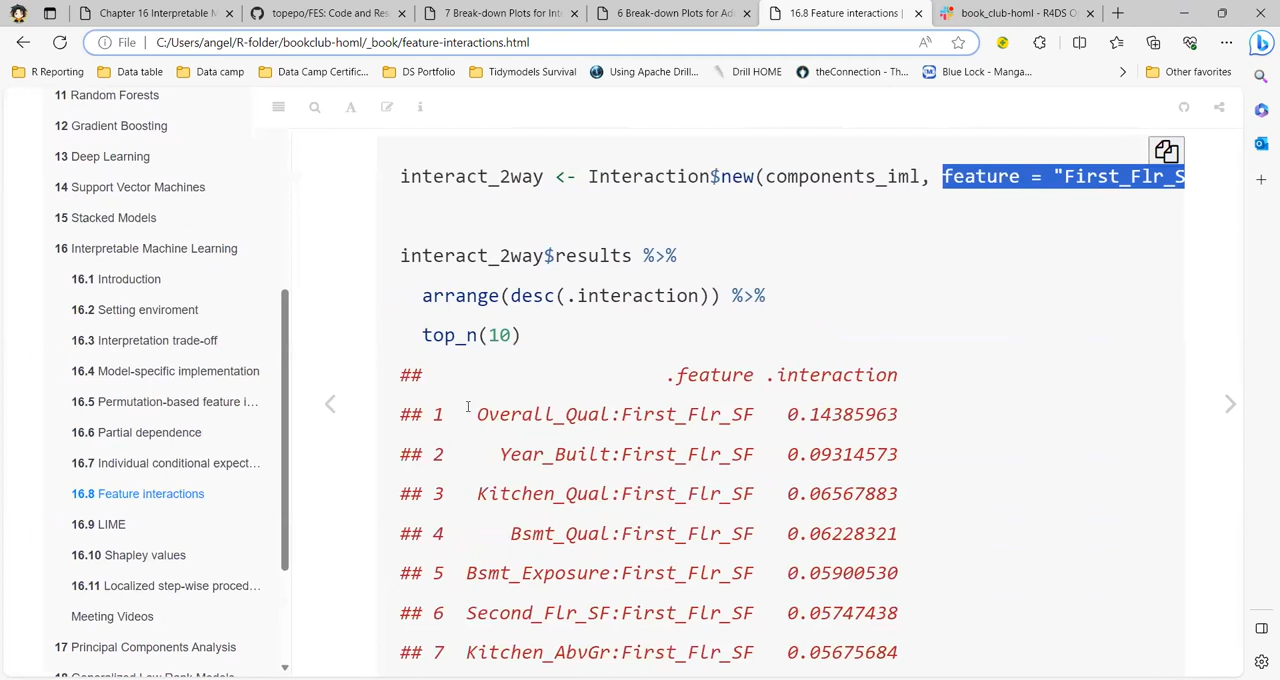 Chapter 16 Interpretable M
topepo/FES: Code and Res
7 Break-down Plots for Int
6 Break-down Plots for Ad
16.8 Feature interactions |
book_club-homl - R4DS O
File
C:/Users/angel/R-folder/bookclub-homl/_book/feature-interactions.html
R Reporting
Data table
Data camp
Data Camp Certific...
DS Portfolio
Tidymodels Survival
Using Apache Drill...
Drill HOME
theConnection - Th...
Blue Lock - Manga...
Other favorites
11 Random Forests
12 Gradient Boosting
13 Deep Learning
14 Support Vector Machines
15 Stacked Models
16 Interpretable Machine Learning
16.1 Introduction
16.2 Setting enviroment
16.3 Interpretation trade-off
16.4 Model-specific implementation
16.5 Permutation-based feature i...
16.6 Partial dependence
16.7 Individual conditional expect...
16.8 Feature interactions
16.9 LIME
16.10 Shapley values
16.11 Localized step-wise proced...
Meeting Videos
17 Principal Components Analysis
interact_2way <- Interaction$new(components_iml, feature = "First_Flr_S
interact_2way$results %>%
arrange(desc(.interaction)) %>%
top_n(10)
## .feature .interaction
## 1 Overall_Qual:First_Flr_SF 0.14385963
## 2 Year_Built:First_Flr_SF 0.09314573
## 3 Kitchen_Qual:First_Flr_SF 0.06567883
## 4 Bsmt_Qual:First_Flr_SF 0.06228321
## 5 Bsmt_Exposure:First_Flr_SF 0.05900530
## 6 Second_Flr_SF:First_Flr_SF 0.05747438
## 7 Kitchen_AbvGr:First_Flr_SF 0.05675684